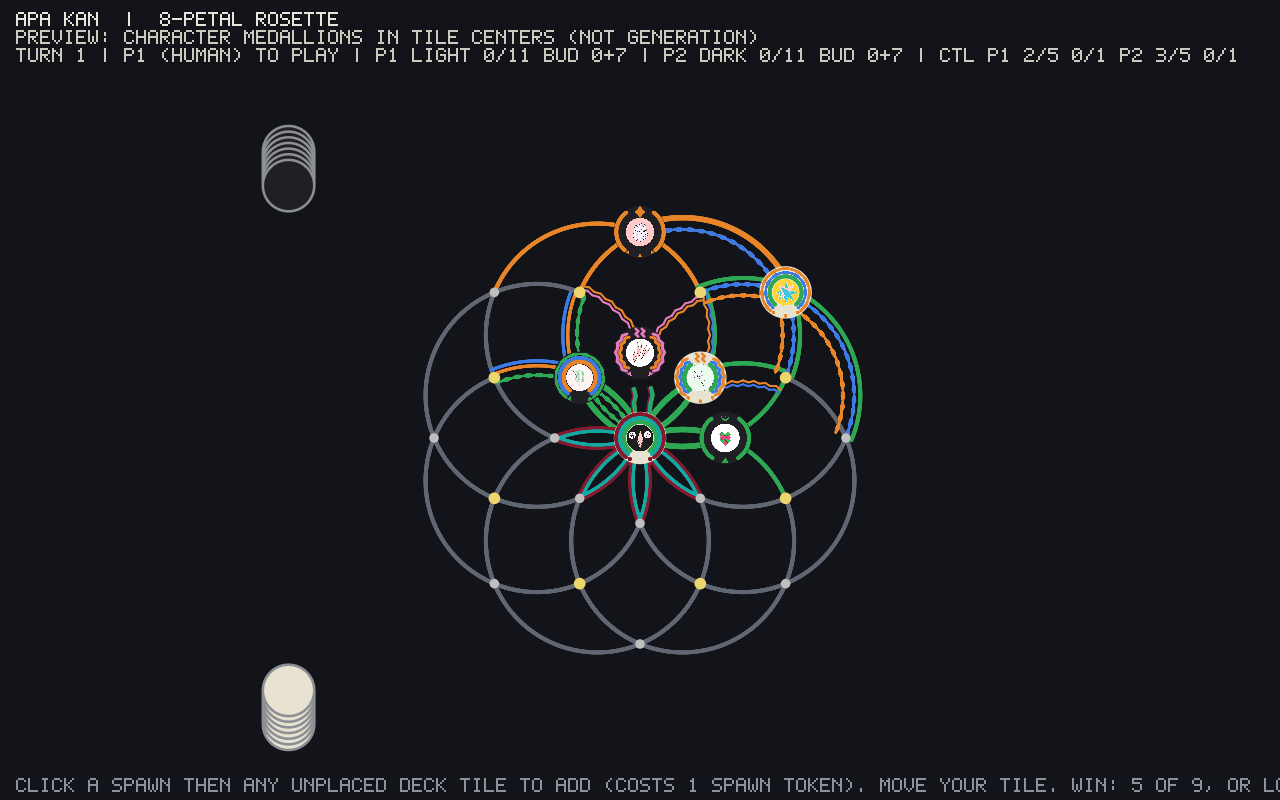 APA KAN | 8-PETAL ROSETTE
PREVIEW: CHARACTER MEDALLIONS IN TILE CENTERS (NOT GENERATION)
TURN 1 | P1 (HUMAN) TO PLAY | P1 LIGHT 0/11 BUD 0+7 | P2 DARK 0/11 BUD 0+7 | CTL P1 2/5 0/1 P2 3/5 0/1
CLICK A SPAWN THEN ANY UNPLACED DECK TILE TO ADD (COSTS 1 SPAWN TOKEN). MOVE YOUR TILE. WIN: 5 OF 9, OR